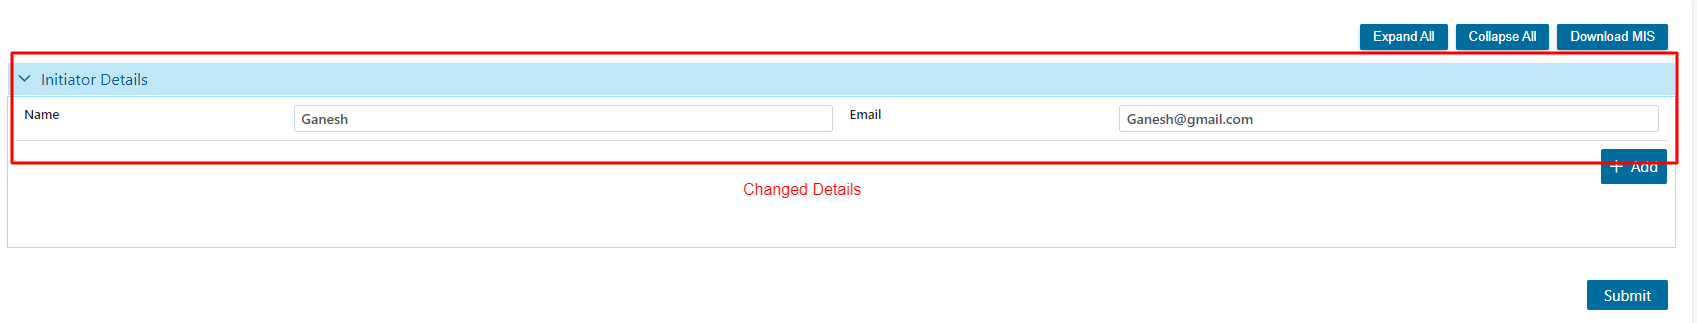 Expand All Collapse All Download MIS
Initiator Details
Name Ganesh Email Ganesh@gmail.com
+ Add
Changed Details
Submit